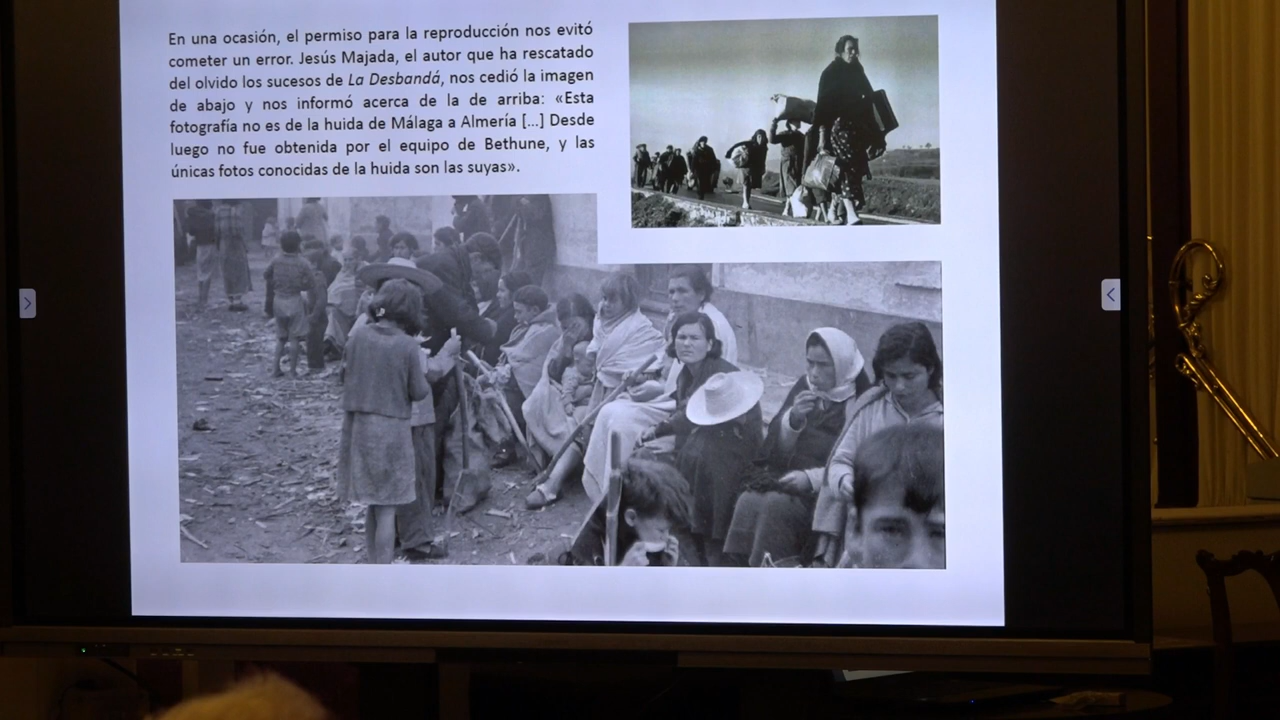 En una ocasión, el permiso para la reproducción nos evitó
cometer un error. Jesús Majada, el autor que ha rescatado
del olvido los sucesos de La Desbandá, nos cedió la imagen
de abajo y nos informó acerca de la de arriba: «Esta
fotografía no es de la huida de Málaga a Almería [...] Desde
luego no fue obtenida por el equipo de Bethune, y las
únicas fotos conocidas de la huida son las suyas».